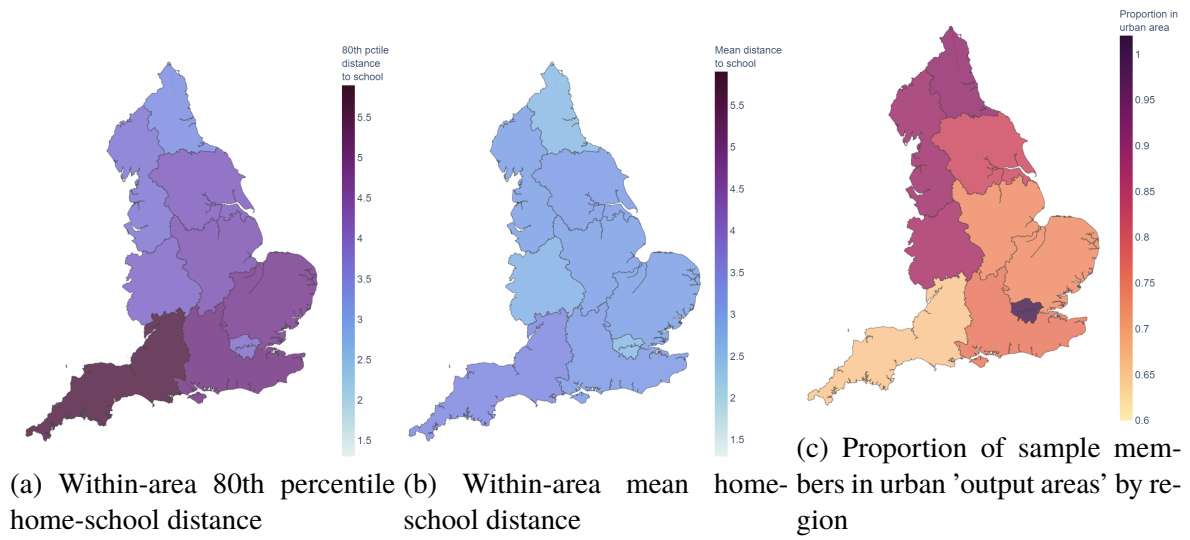 80th pctile
distance
to school
5.5
5
4.5
4
3.5
3
2.5
2
1.5
(a) Within-area 80th percentile
home-school distance
Mean distance
to school
5.5
5
4.5
4
3.5
3
2.5
2
1.5
(b) Within-area mean home-
school distance
Proportion in
urban area
1
0.95
0.9
0.85
0.8
0.75
0.7
0.65
0.6
(c) Proportion of sample mem-
bers in urban 'output areas' by re-
gion